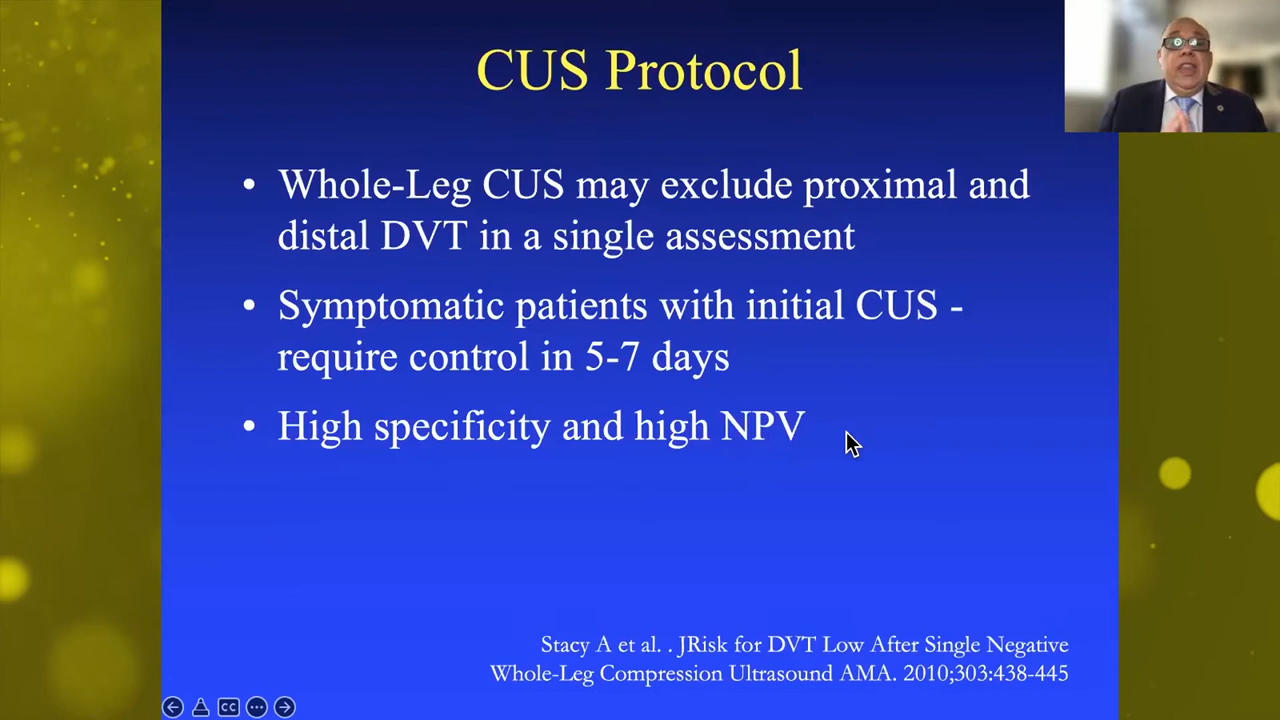 CUS Protocol
• Whole-Leg CUS may exclude proximal and
distal DVT in a single assessment
• Symptomatic patients with initial CUS -
require control in 5-7 days
• High specificity and high NPV
Stacy A et al. . JRisk for DVT Low After Single Negative
Whole-Leg Compression Ultrasound AMA. 2010;303:438-445
CC